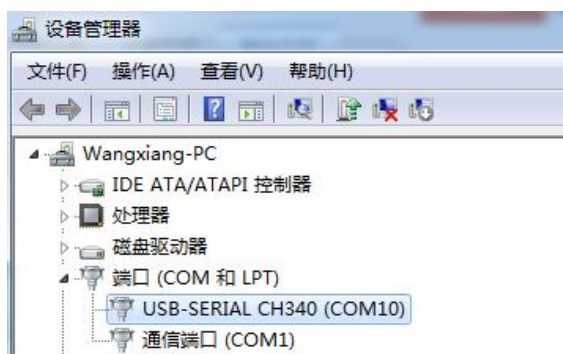 设备管理器
文件(F) 操作(A) 查看(V) 帮助(H)
Wangxiang-PC
IDE ATA/ATAPI 控制器
处理器
磁盘驱动器
端口 (COM 和 LPT)
USB-SERIAL CH340 (COM10)
通信端口 (COM1)